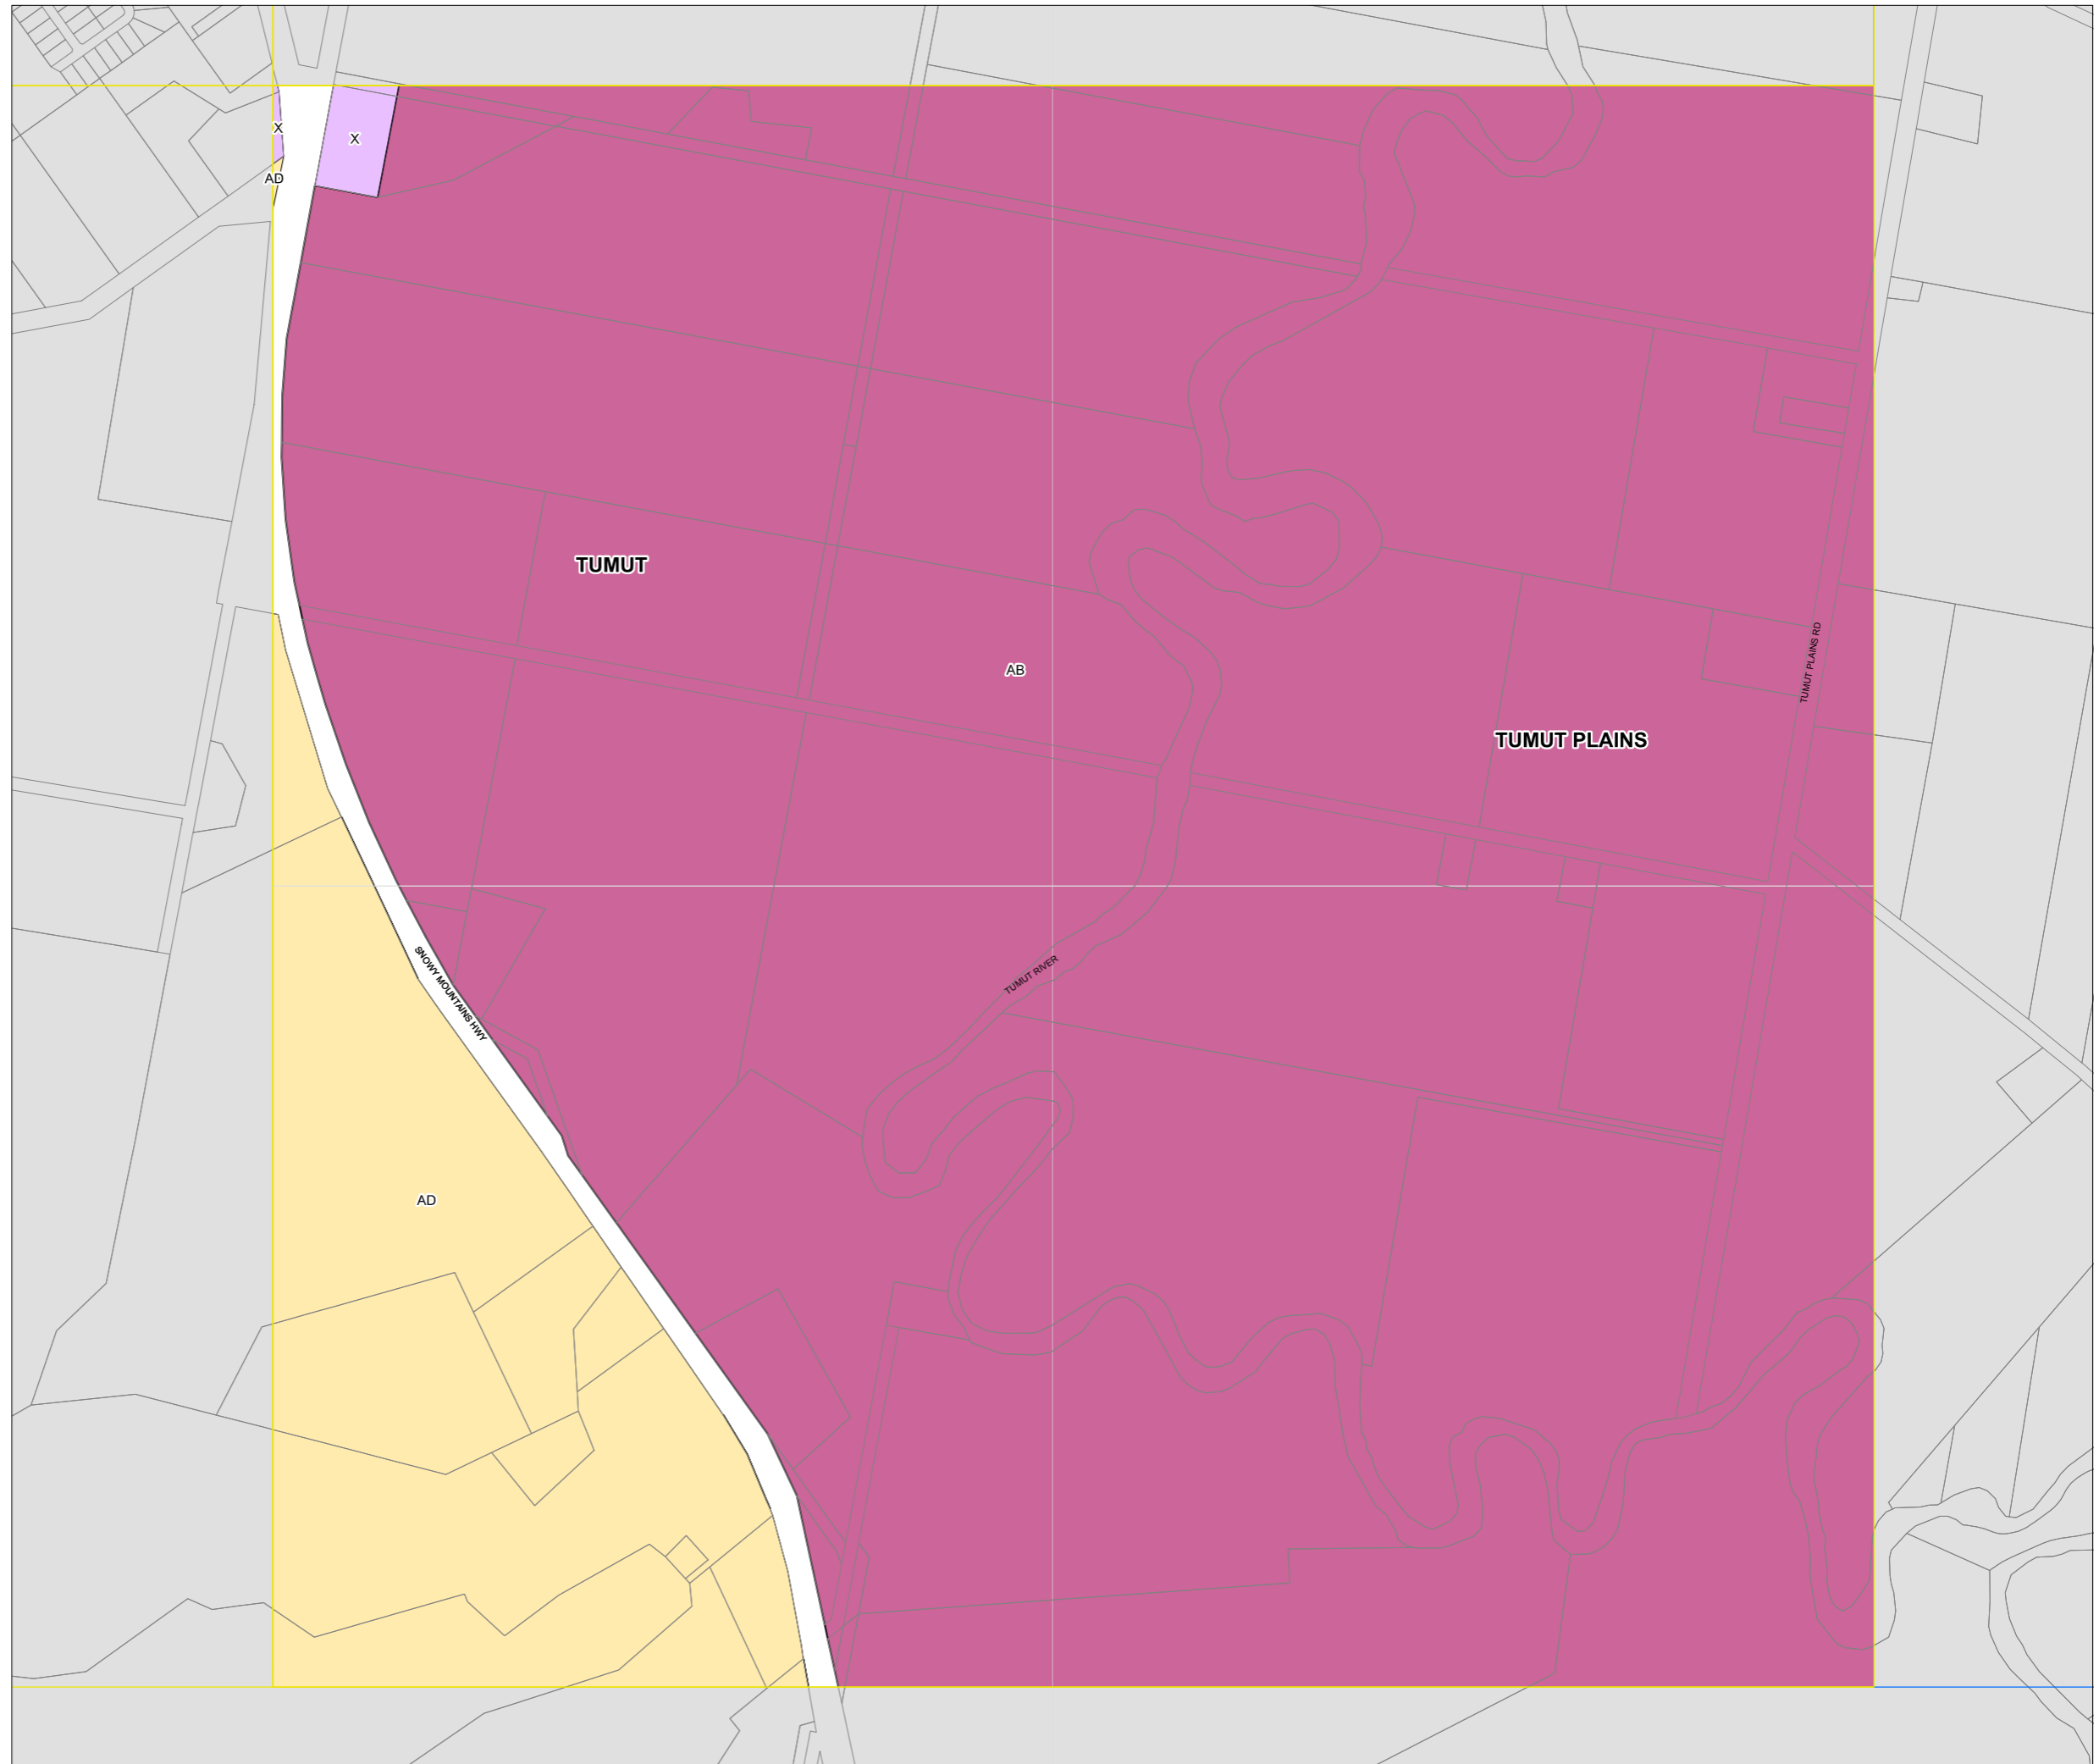 X
X
AD
TUMUT
TUMUT PLAINS RD
AB
TUMUT PLAINS
SNOWY MOUNTAINS HWY
TUMUT RIVER
AD